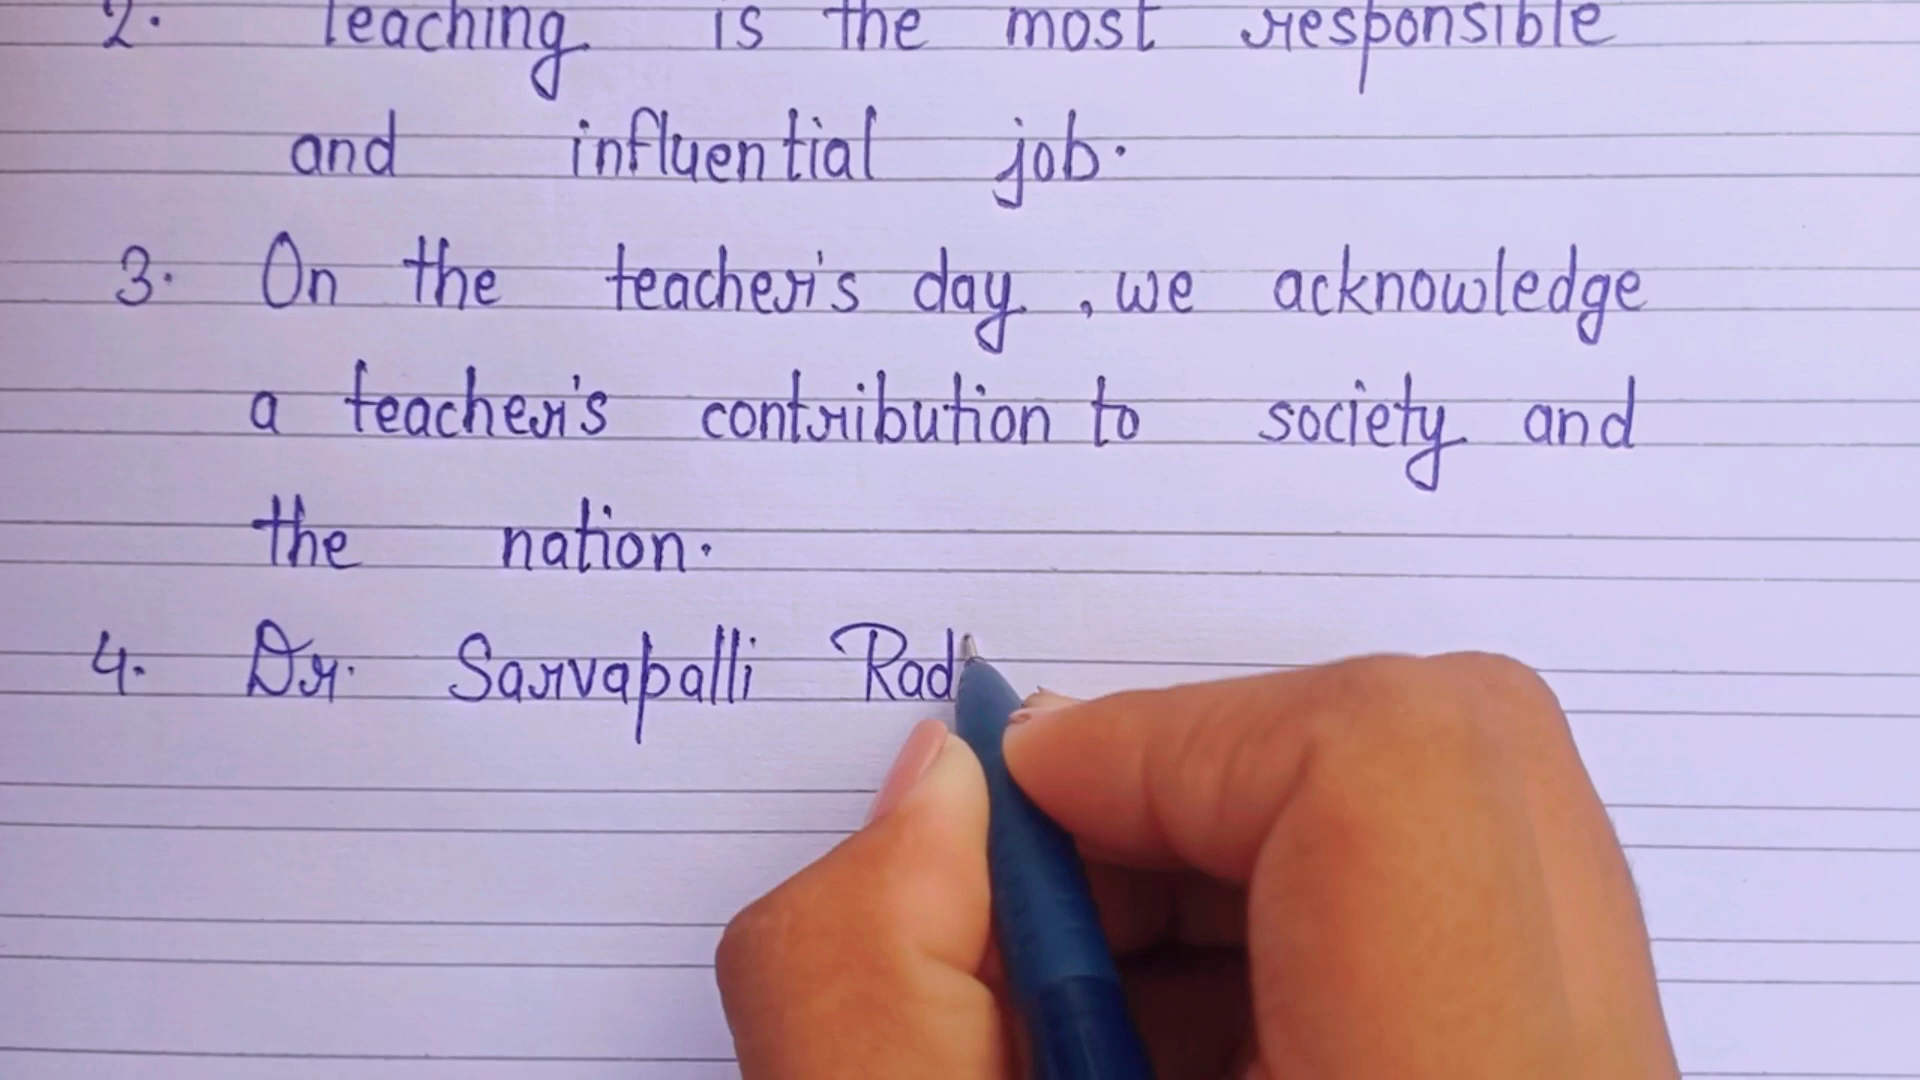 2. Teaching is the most responsible
and influential job.
3. On the teacher's day, we acknowledge
a teacher's contribution to society and
the nation.
4. Dr. Sarvapalli Rad